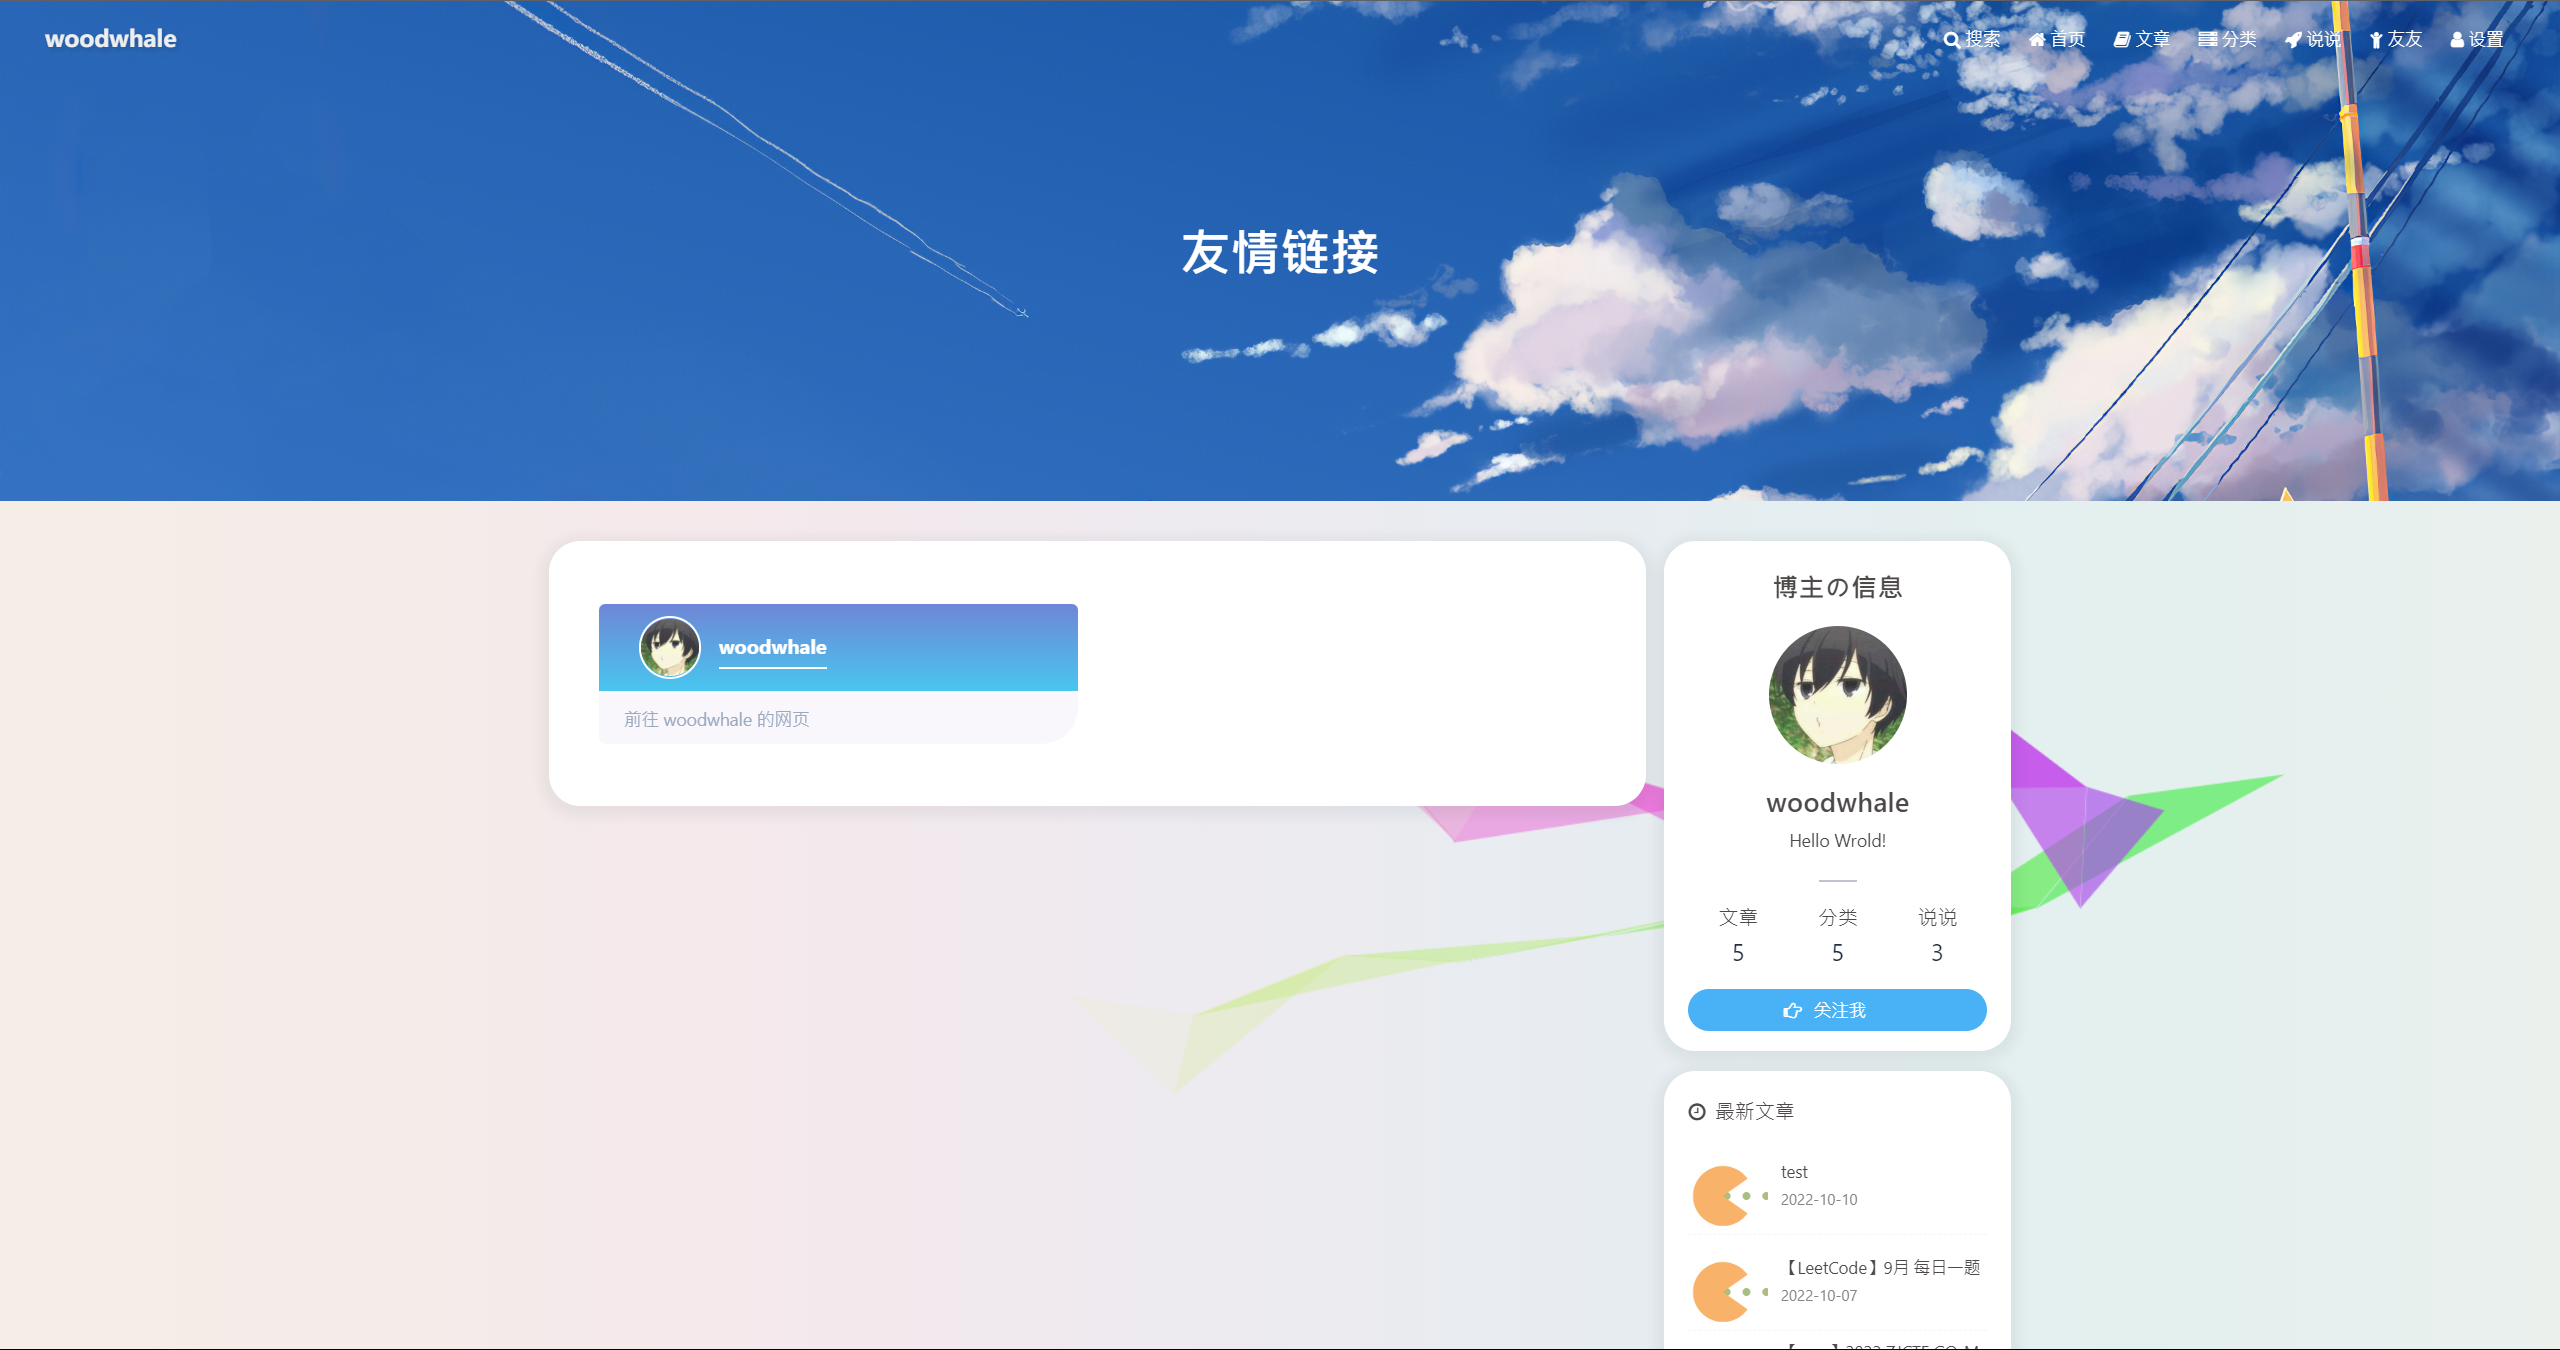 woodwhale
搜索 首页 文章 分类 说说 友友 设置
友情链接
woodwhale
前往 woodwhale 的网页
博主の信息
woodwhale
Hello Wrold!
文章 分类 说说
5 5 3
关注我
最新文章
test
2022-10-10
【LeetCode】9月 每日一题
2022-10-07